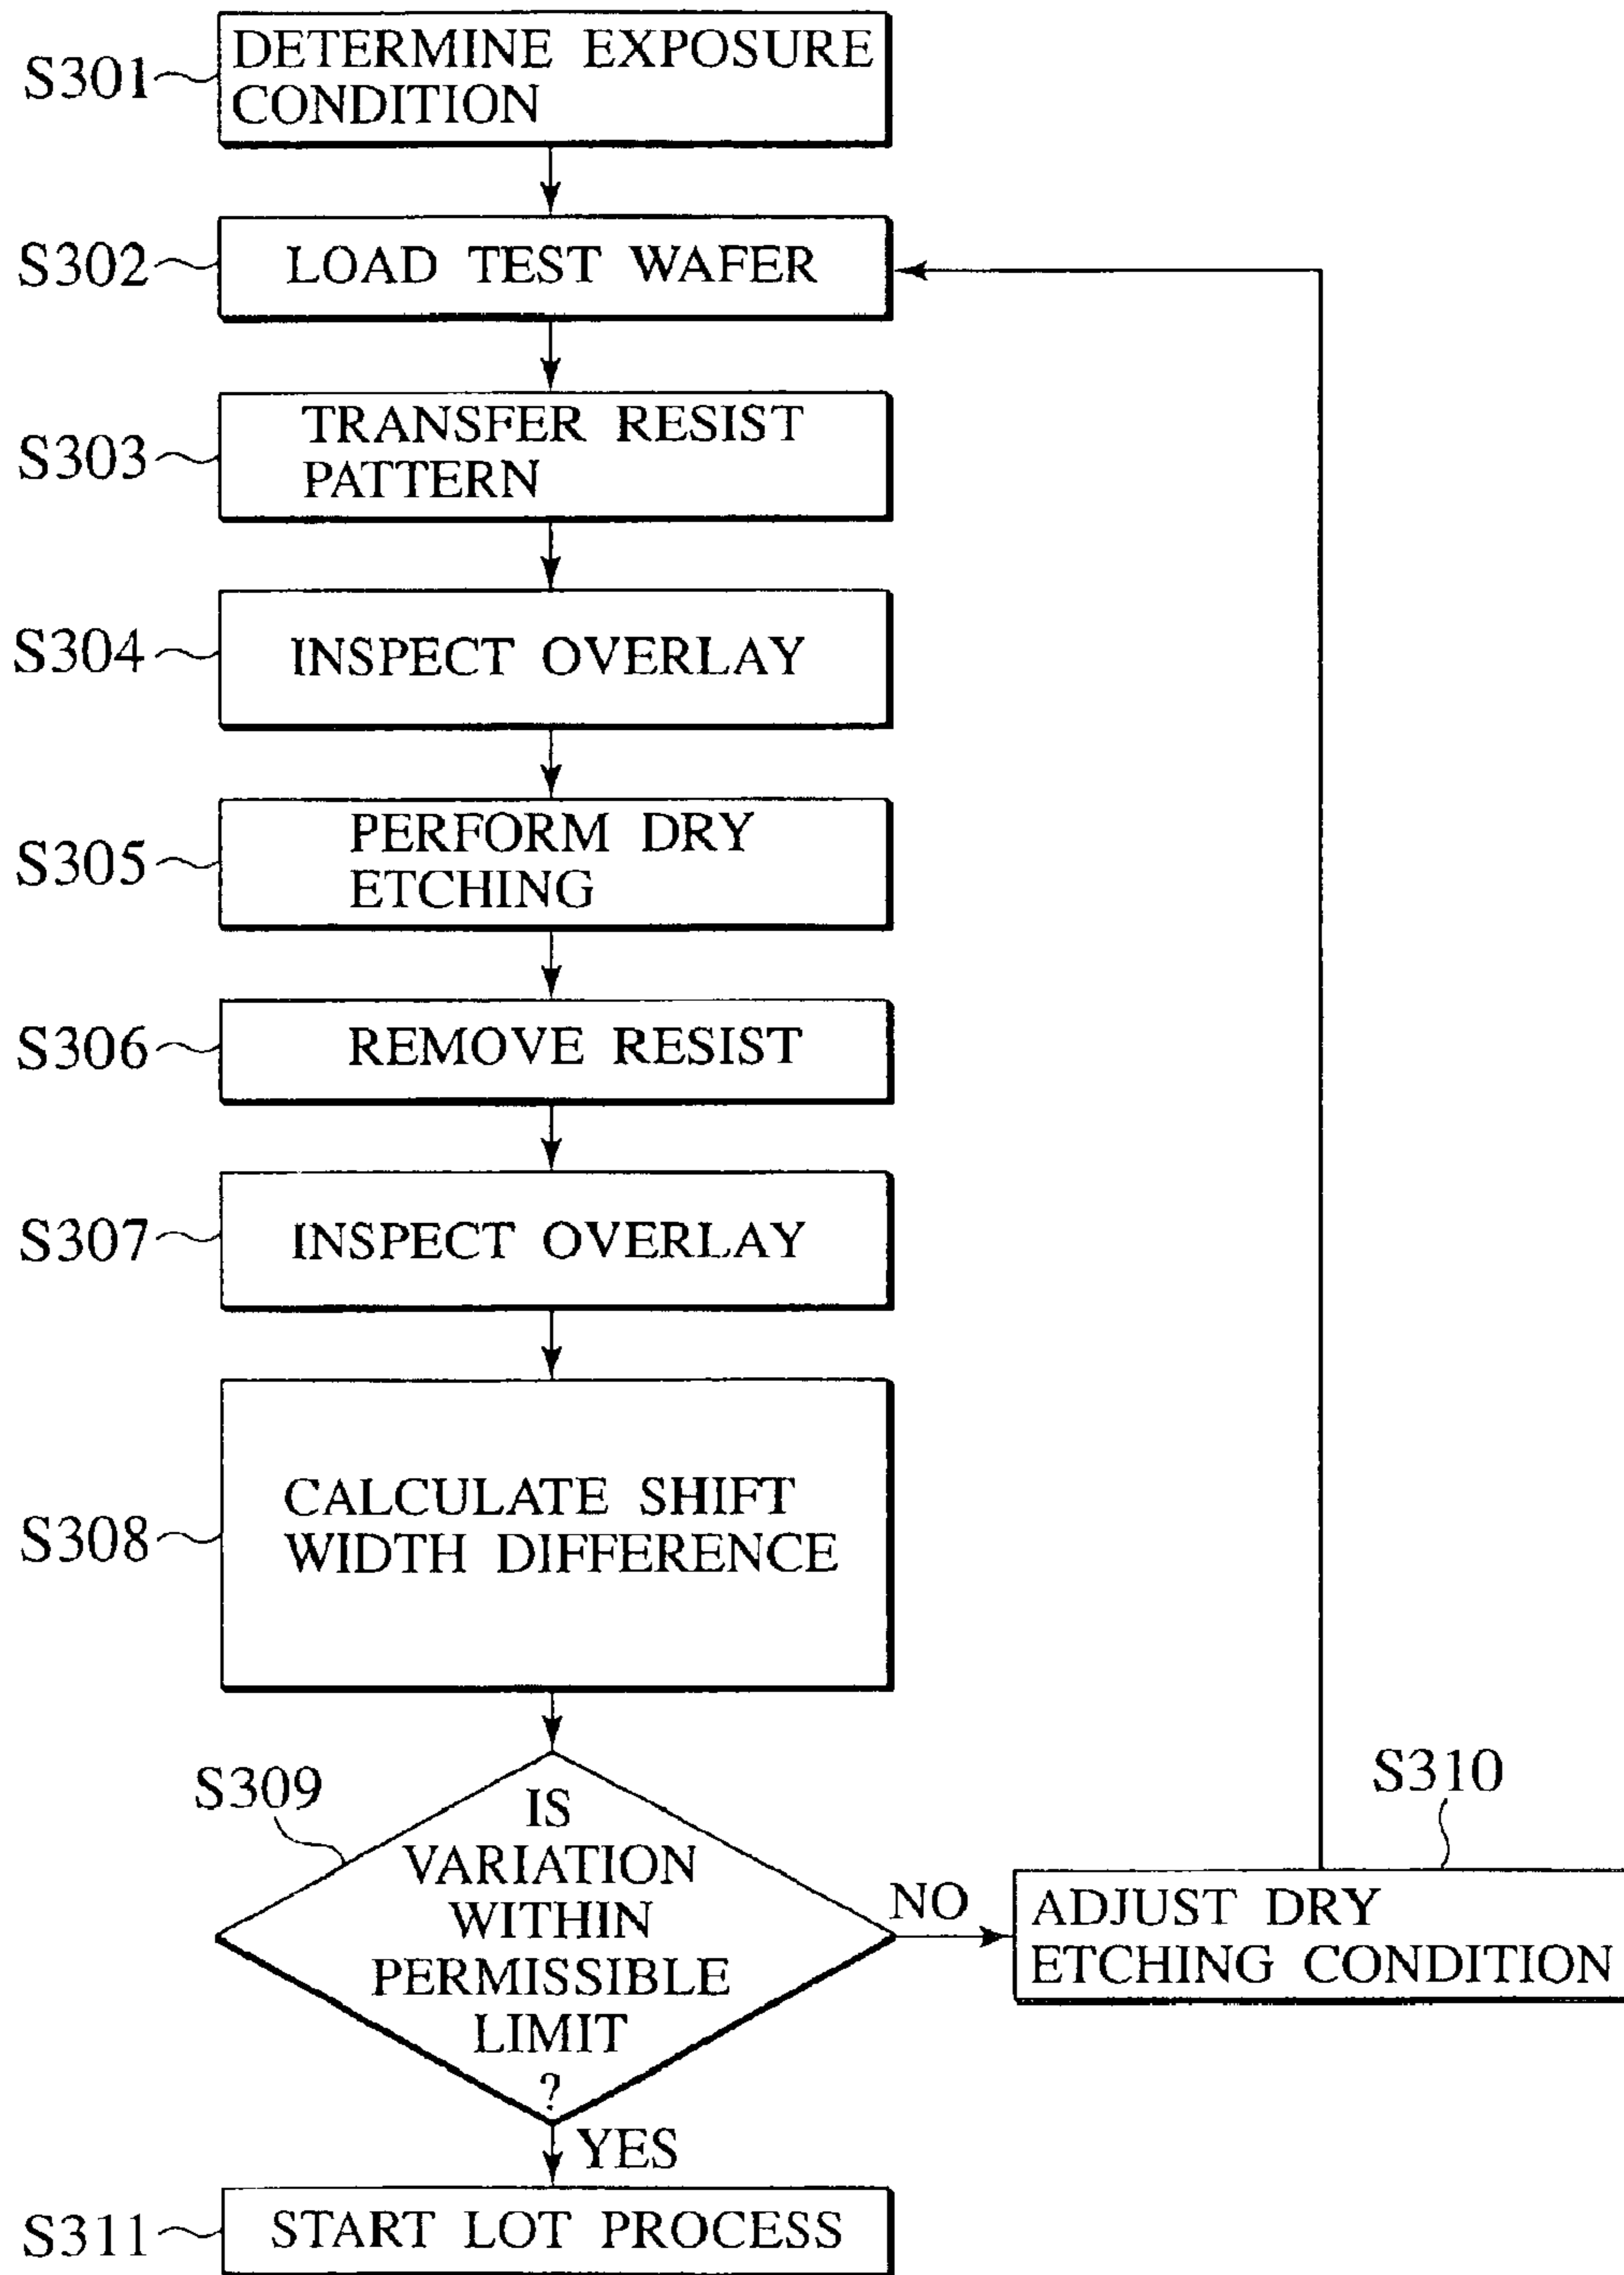 S301
DETERMINE EXPOSURE
CONDITION
S302
LOAD TEST WAFER
S303
TRANSFER RESIST
PATTERN
S304
INSPECT OVERLAY
S305
PERFORM DRY
ETCHING
S306
REMOVE RESIST
S307
INSPECT OVERLAY
S308
CALCULATE SHIFT
WIDTH DIFFERENCE
S309
IS
VARIATION
WITHIN
PERMISSIBLE
LIMIT
?
NO
S310
ADJUST DRY
ETCHING CONDITION
YES
S311
START LOT PROCESS